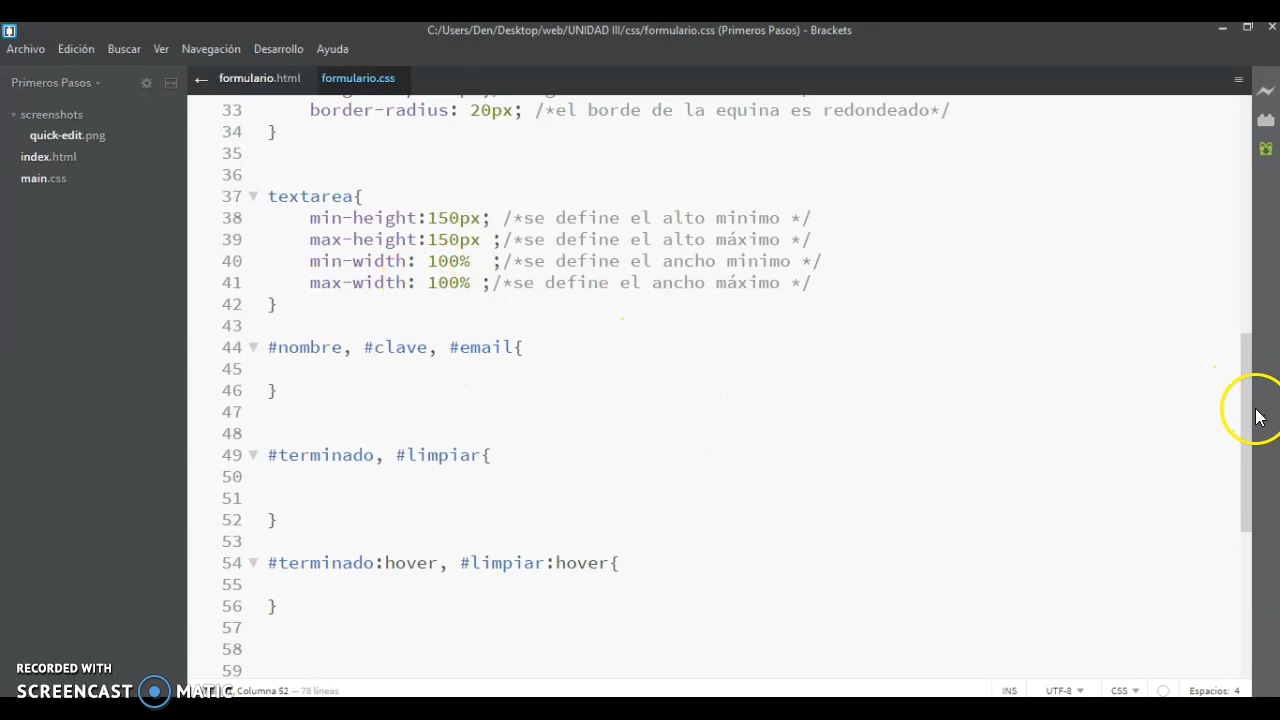 C:/Users/Den/Desktop/web/UNIDAD III/css/formulario.css (Primeros Pasos) - Brackets
Archivo Edición Buscar Ver Navegación Desarrollo Ayuda
Primeros Pasos
screenshots
quick-edit.png
index.html
main.css
formulario.html formulario.css
33 border-radius: 20px; /*el borde de la equina es redondeado*/
34 }
35
36
37 textarea{
38 min-height:150px; /*se define el alto minimo */
39 max-height:150px ;/*se define el alto máximo */
40 min-width: 100% ;/*se define el ancho minimo */
41 max-width: 100% ;/*se define el ancho máximo */
42 }
43
44 #nombre, #clave, #email{
45
46 }
47
48
49 #terminado, #limpiar{
50
51
52 }
53
54 #terminado:hover, #limpiar:hover{
55
56 }
57
58
59
RECORDED WITH
SCREENCAST MATIC
Columna 52 — 78 líneas
INS UTF-8 CSS Espacios: 4